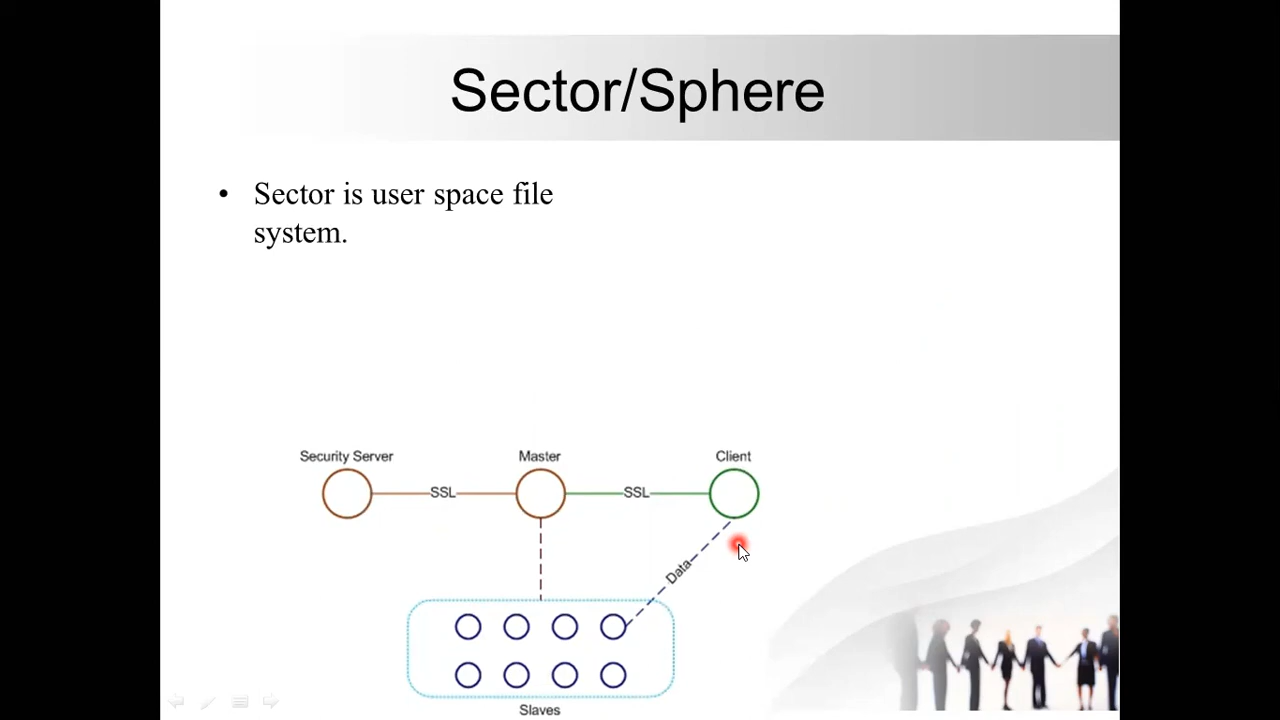 Sector/Sphere
• Sector is user space file
system.
Security Server
Master
Client
SSL
SSL
Data
Slaves